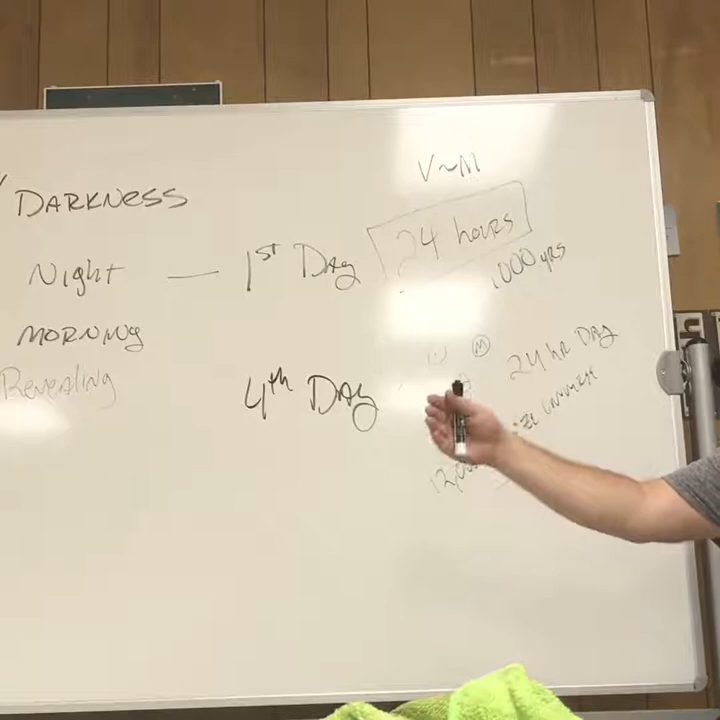 DARKNESS
V~M
Night — 1st Day
24 hours
1000 yrs
MORNING
Revealing
4th Day
M
24 hr DAY